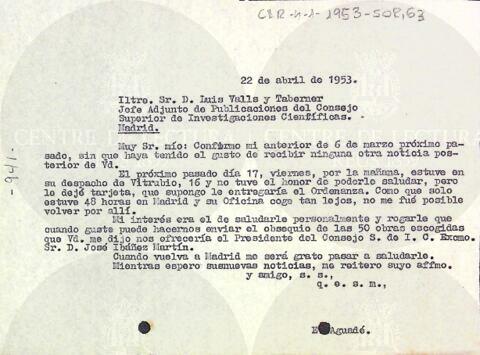 CLR-n-1-1953-508,63
22 de abril de 1953.
Iltre. Sr. D. Luis Valls y Taberner
Jefe Adjunto de Publicaciones del Consejo
Superior de Investigaciones Cienfificas.
Madrid.
Muy Sr. mío: Confirmo mi anterior de 6 de marzo próximo pa-
sado, sin que haya tenido el gusto de recibir ninguna otra noticia pos-
terior de Vd.
El próximo pasado día 17, viernes, por la mañana, estuve en
su despacho de Vitrubio, 16 y no tuve el honor de poderle saludar, pero
le dejé tarjeta, que supongo le entregaría el Ordenanza. Como que solo
estuve 48 horas en Madrid y su Oficina coge tan lejos, no me fué posible
volver por allí.
Mi interés era el de saludarle personalmente y rogarle que
cuando guste puede hacernos enviar el obsequio de las 50 obras escogidas
que Vd. me dijo nos ofrecería el Presidente del Consejo S. de I. C. Excmo.
Sr. D. José Ibáñez Martín.
Cuando vuelva a Madrid me será grato pasar a saludarle.
Mientras espero susnuevas noticias, me reitero suyo affmo.
y amigo, s. s.,
q. e. s. m.,
E. Aguadé.
-941.-
CENTRE DE LECTURA